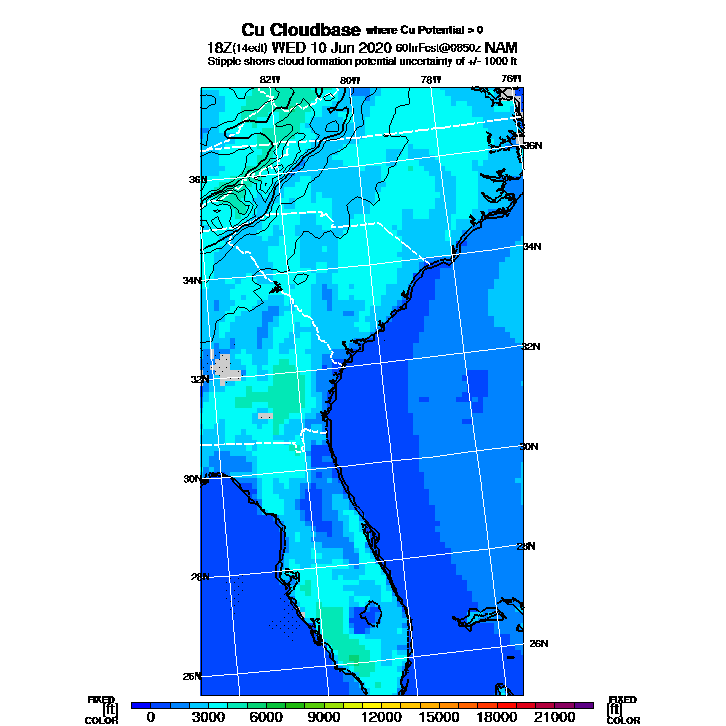 Cu Cloudbase where Cu Potential > 0
18Z(14edt) WED 10 Jun 2020 60hrFcst@0850z NAM
Stipple shows cloud formation potential uncertainty of +/- 1000 ft
82W 80W 78W 76W
36N
36N
34N
34N
32N
32N
30N
30N
28N
28N
26N
26N
FIXED FIXED
[ft] [ft]
COLOR COLOR
0 3000 6000 9000 12000 15000 18000 21000